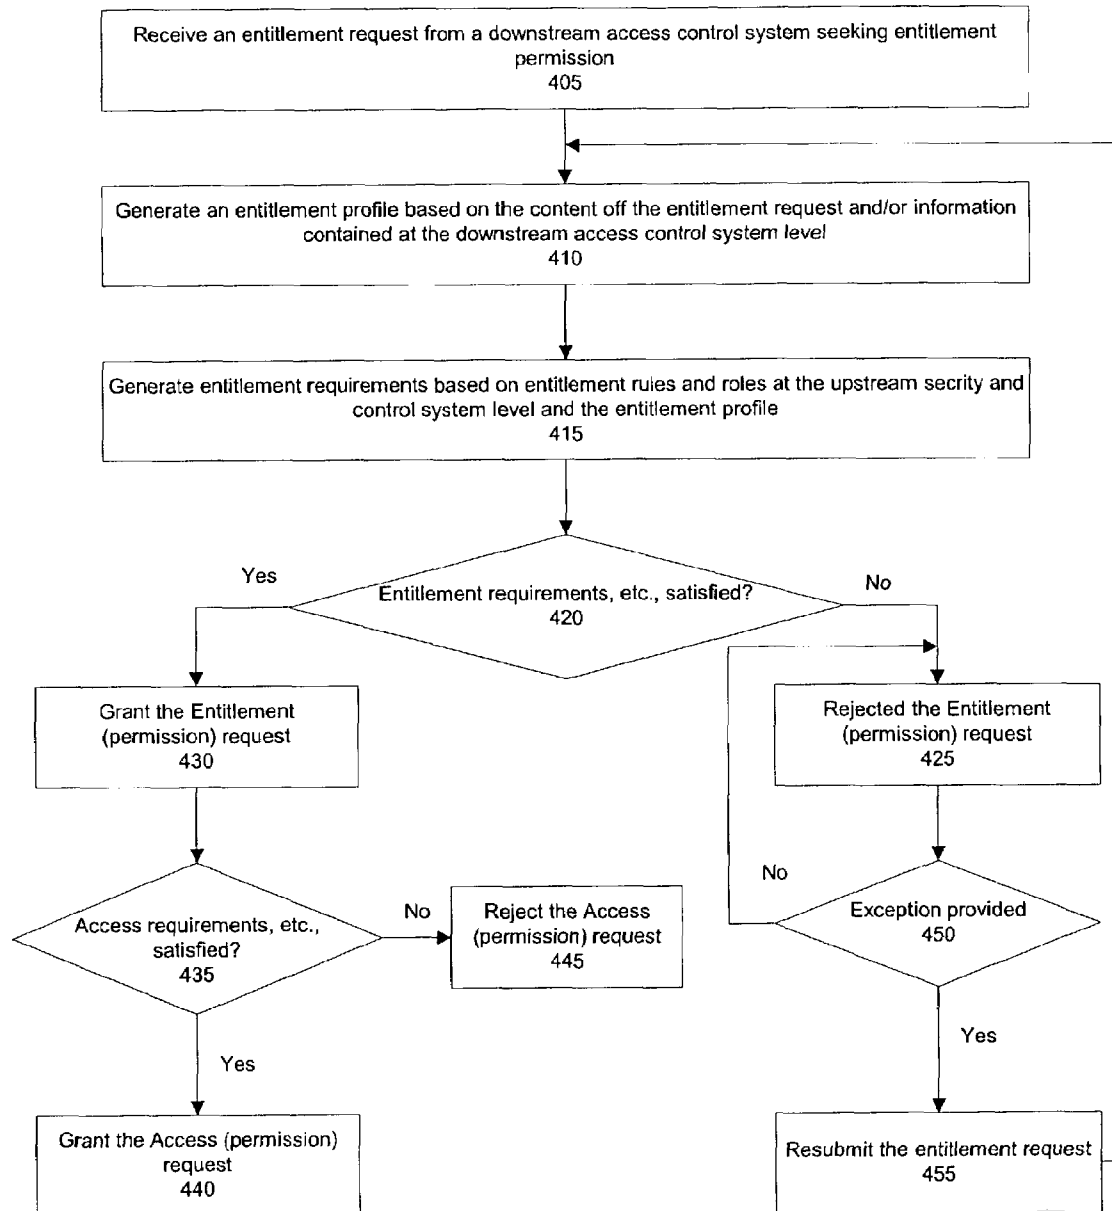 Receive an entitlement request from a downstream access control system seeking entitlement
permission
405
Generate an entitlement profile based on the content off the entitlement request and/or information
contained at the downstream access control system level
410
Generate entitlement requirements based on entitlement rules and roles at the upstream secrity and
control system level and the entitlement profile
415
Entitlement requirements, etc., satisfied?
420
Yes
No
Grant the Entitlement
(permission) request
430
Rejected the Entitlement
(permission) request
425
Access requirements, etc.,
satisfied?
435
No
Reject the Access
(permission) request
445
No
Exception provided
450
Yes
Yes
Grant the Access (permission)
request
440
Resubmit the entitlement request
455